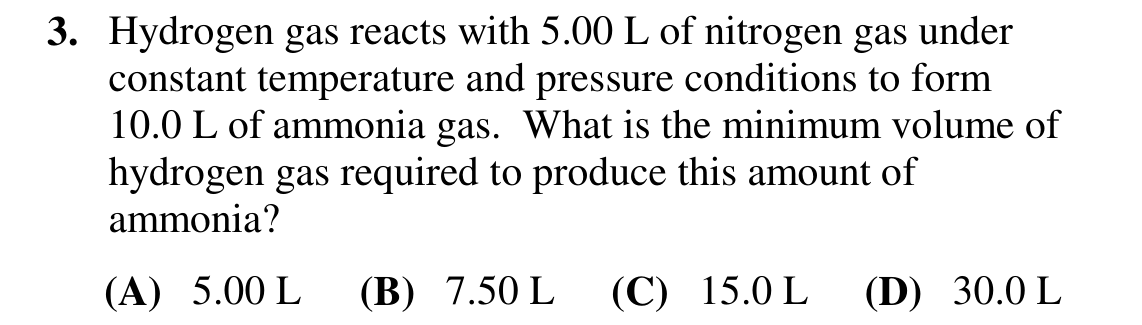 3. Hydrogen gas reacts with 5.00 L of nitrogen gas under
constant temperature and pressure conditions to form
10.0 L of ammonia gas. What is the minimum volume of
hydrogen gas required to produce this amount of
ammonia?
(A) 5.00 L (B) 7.50 L (C) 15.0 L (D) 30.0 L